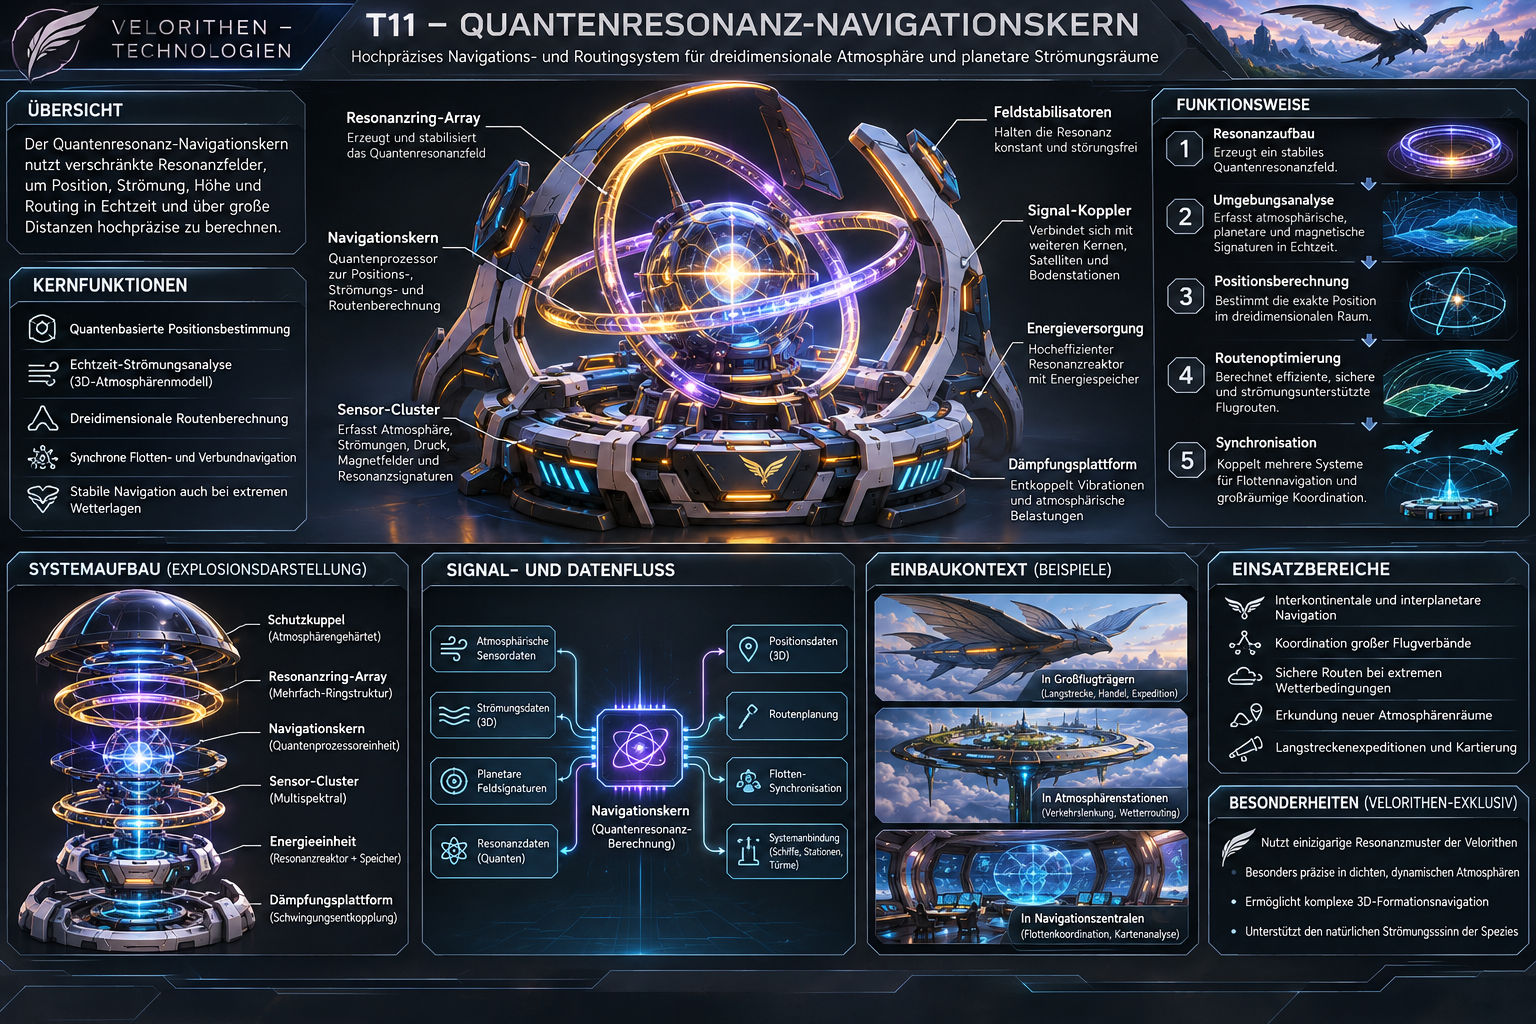 VELORITHEN –
TECHNOLOGIEN
T11 – QUANTENRESONANZ-NAVIGATIONSKERN
Hochpräzises Navigations- und Routingsystem für dreidimensionale Atmosphäre und planetare Strömungsräume
ÜBERSICHT
Der Quantenresonanz-Navigationskern
nutzt verschränkte Resonanzfelder,
um Position, Strömung, Höhe und
Routing in Echtzeit und über große
Distanzen hochpräzise zu berechnen.
KERNFUNKTIONEN
Quantenbasierte Positionsbestimmung
Echtzeit-Strömungsanalyse
(3D-Atmosphärenmodell)
Dreidimensionale Routenberechnung
Synchrone Flotten- und Verbundnavigation
Stabile Navigation auch bei extremen
Wetterlagen
Resonanzring-Array
Erzeugt und stabilisiert
das Quantenresonanzfeld
Navigationskern
Quantenprozessor
zur Positions-,
Strömungs- und
Routenberechnung
Sensor-Cluster
Erfasst Atmosphäre,
Strömungen, Druck,
Magnetfelder und
Resonanzsignaturen
Feldstabilisatoren
Halten die Resonanz
konstant und störungsfrei
Signal-Koppler
Verbindet sich mit
weiteren Kernen,
Satelliten und
Bodenstationen
Energieversorgung
Hocheffizienter
Resonanzreaktor
mit Energiespeicher
Dämpfungsplattform
Entkoppelt Vibrationen
und atmosphärische
Belastungen
FUNKTIONSWEISE
1
Resonanzaufbau
Erzeugt ein stabiles
Quantenresonanzfeld.
2
Umgebungsanalyse
Erfasst atmosphärische,
planetare und magnetische
Signaturen in Echtzeit.
3
Positionsberechnung
Bestimmt die exakte Position
im dreidimensionalen Raum.
4
Routenoptimierung
Berechnet effiziente, sichere
und strömungsunterstützte
Flugrouten.
5
Synchronisation
Koppelt mehrere Systeme
für Flottennavigation und
großräumige Koordination.
SYSTEMAUFBAU (EXPLOSIONSDARSTELLUNG)
Schutzkuppel
(Atmosphärengehärtet)
Resonanzring-Array
(Mehrfach-Ringstruktur)
Navigationskern
(Quantenprozessoreinheit)
Sensor-Cluster
(Multispektral)
Energieeinheit
(Resonanzreaktor + Speicher)
Dämpfungsplattform
(Schwingungsentkopplung)
SIGNAL- UND DATENFLUSS
Atmosphärische
Sensordaten
Strömungsdaten
(3D)
Planetare
Feldsignaturen
Resonanzdaten
(Quanten)
Navigationskern
(Quantenresonanz-
Berechnung)
Positionsdaten
(3D)
Routenplanung
Flotten-
Synchronisation
Systemanbindung
(Schiffe, Stationen,
Türme)
EINBAUKONTEXT (BEISPIELE)
In Großflugträgern
(Langstrecke, Handel, Expedition)
In Atmosphärenstationen
(Verkehrslenkung, Wetterrouting)
In Navigationszentralen
(Flottenkoordination, Kartenanalyse)
EINSATZBEREICHE
Interkontinentale und interplanetare
Navigation
Koordination großer Flugverbände
Sichere Routen bei extremen
Wetterbedingungen
Erkundung neuer Atmosphärenräume
Langstreckenexpeditionen und Kartierung
BESONDERHEITEN (VELORITHEN-EXKLUSIV)
Nutzt einzigarige Resonanzmuster der Velorithen
• Besonders präzise in dichten, dynamischen Atmosphären
• Ermöglicht komplexe 3D-Formationsnavigation
• Unterstützt den natürlichen Strömungsssinn der Spezies